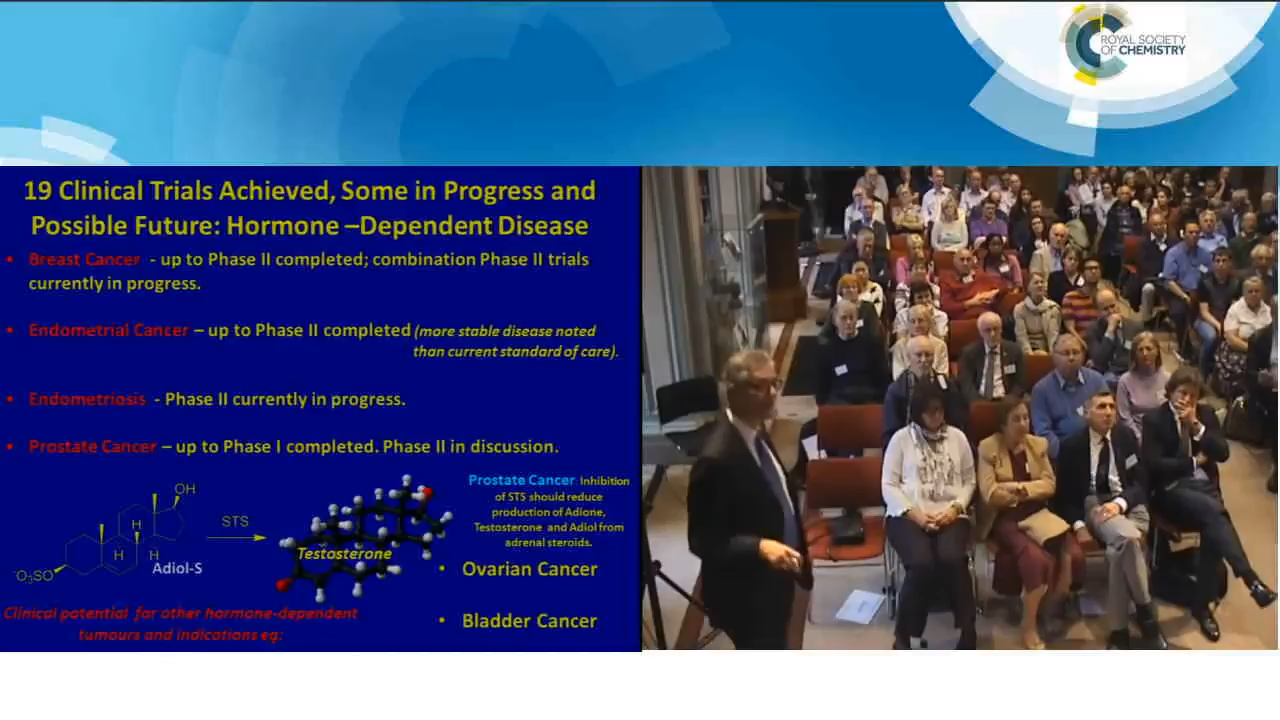 ROYAL SOCIETY
OF CHEMISTRY
19 Clinical Trials Achieved, Some in Progress and
Possible Future: Hormone –Dependent Disease
• Breast Cancer - up to Phase II completed; combination Phase II trials
currently in progress.
• Endometrial Cancer – up to Phase II completed (more stable disease noted
than current standard of care).
• Endometriosis - Phase II currently in progress.
• Prostate Cancer – up to Phase I completed. Phase II in discussion.
OH
H
H H
⁻O₃SO
Adiol-S
STS
Testosterone
Prostate Cancer: Inhibition
of STS should reduce
production of Adione,
Testosterone and Adiol from
adrenal steroids.
Clinical potential for other hormone-dependent
tumours and indications eg:
• Ovarian Cancer
• Bladder Cancer